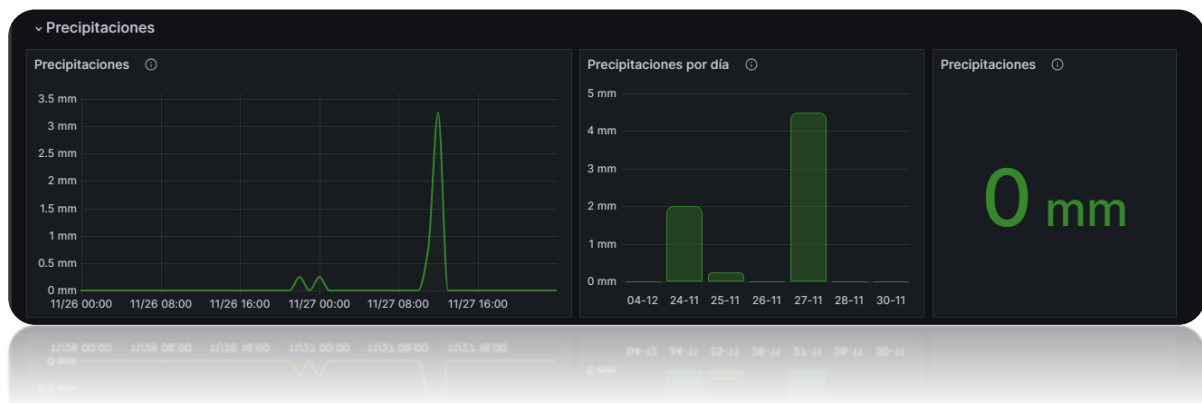 Precipitaciones
Precipitaciones
3.5 mm
3 mm
2.5 mm
2 mm
1.5 mm
1 mm
0.5 mm
0 mm
11/26 00:00 11/26 08:00 11/26 16:00 11/27 00:00 11/27 08:00 11/27 16:00
Precipitaciones por día
5 mm
4 mm
3 mm
2 mm
1 mm
0 mm
04-12 24-11 25-11 26-11 27-11 28-11 30-11
Precipitaciones
0 mm